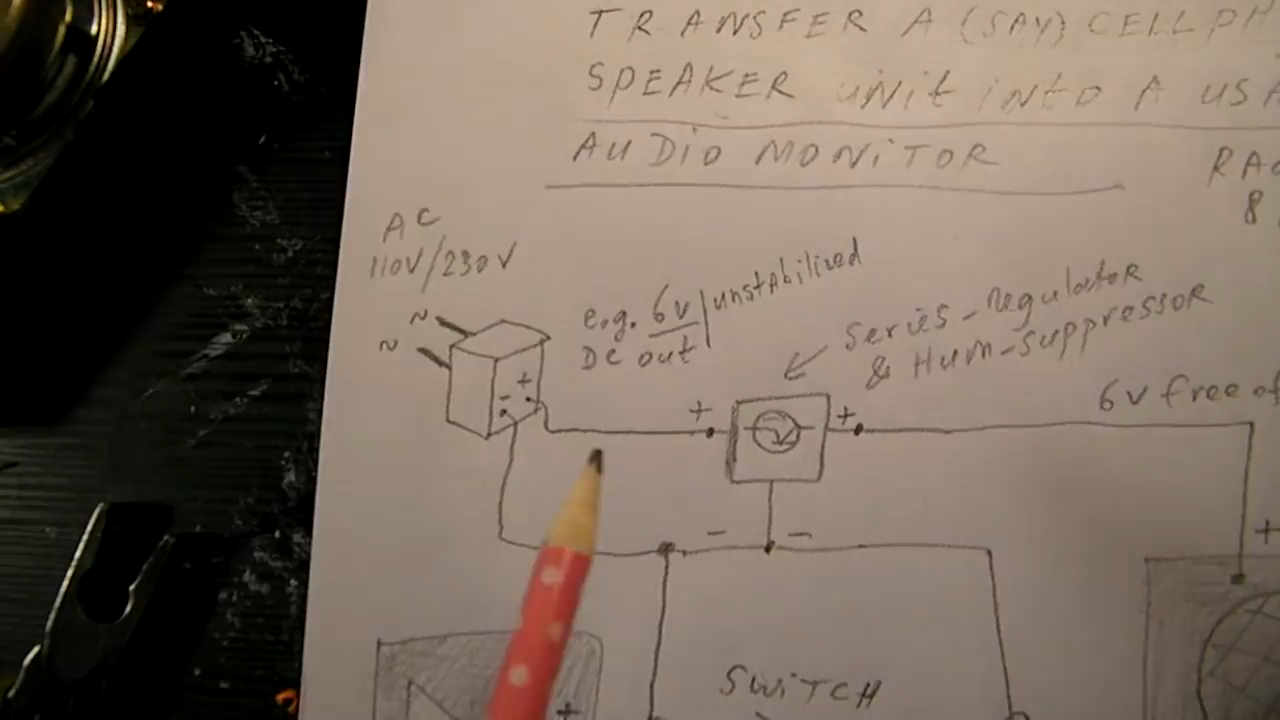 TRANSFER A (SAY) CELLPH
SPEAKER unit into A USA
AUDIO MONITOR
RA
8
AC
110V/230V
~
~
e.g. 6v/unstabilized
DC out
Series-regulator
& Hum-suppressor
+
-
+
+
6v free of
-
-
+
SWITCH
+